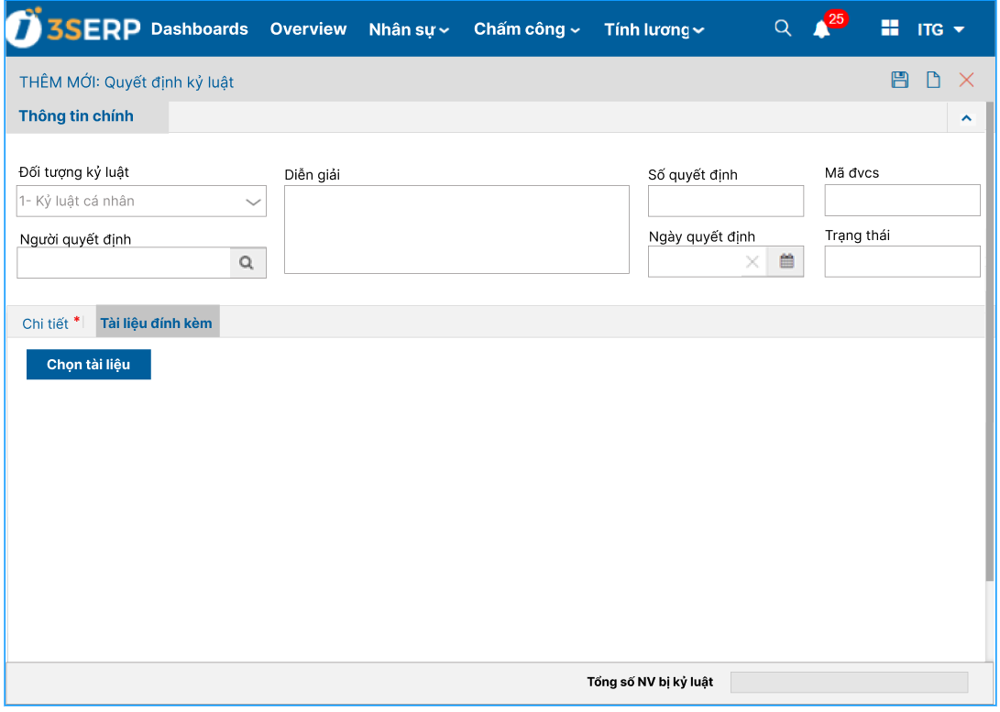 3SERP Dashboards Overview Nhân sự Chấm công Tính lương 25 ITG
THÊM MỚI: Quyết định kỷ luật
Thông tin chính
Đối tượng kỷ luật Diễn giải Số quyết định Mã đvcs
1- Kỷ luật cá nhân
Người quyết định Ngày quyết định Trạng thái
Chi tiết * Tài liệu đính kèm
Chọn tài liệu
Tổng số NV bị kỷ luật